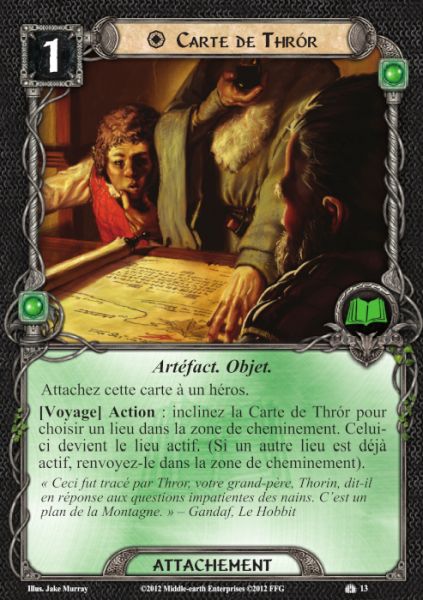 1
CARTE DE THRÓR
Artéfact. Objet.
Attachez cette carte à un héros.
[Voyage] Action : inclinez la Carte de Thrór pour
choisir un lieu dans la zone de cheminement. Celui-
ci devient le lieu actif. (Si un autre lieu est déjà
actif, renvoyez-le dans la zone de cheminement).
« Ceci fut tracé par Thror, votre grand-père, Thorin, dit-il
en réponse aux questions impatientes des nains. C'est un
plan de la Montagne. » – Gandaf, Le Hobbit
ATTACHEMENT
Illus. Jake Murray ©2012 Middle-earth Enterprises ©2012 FFG 13